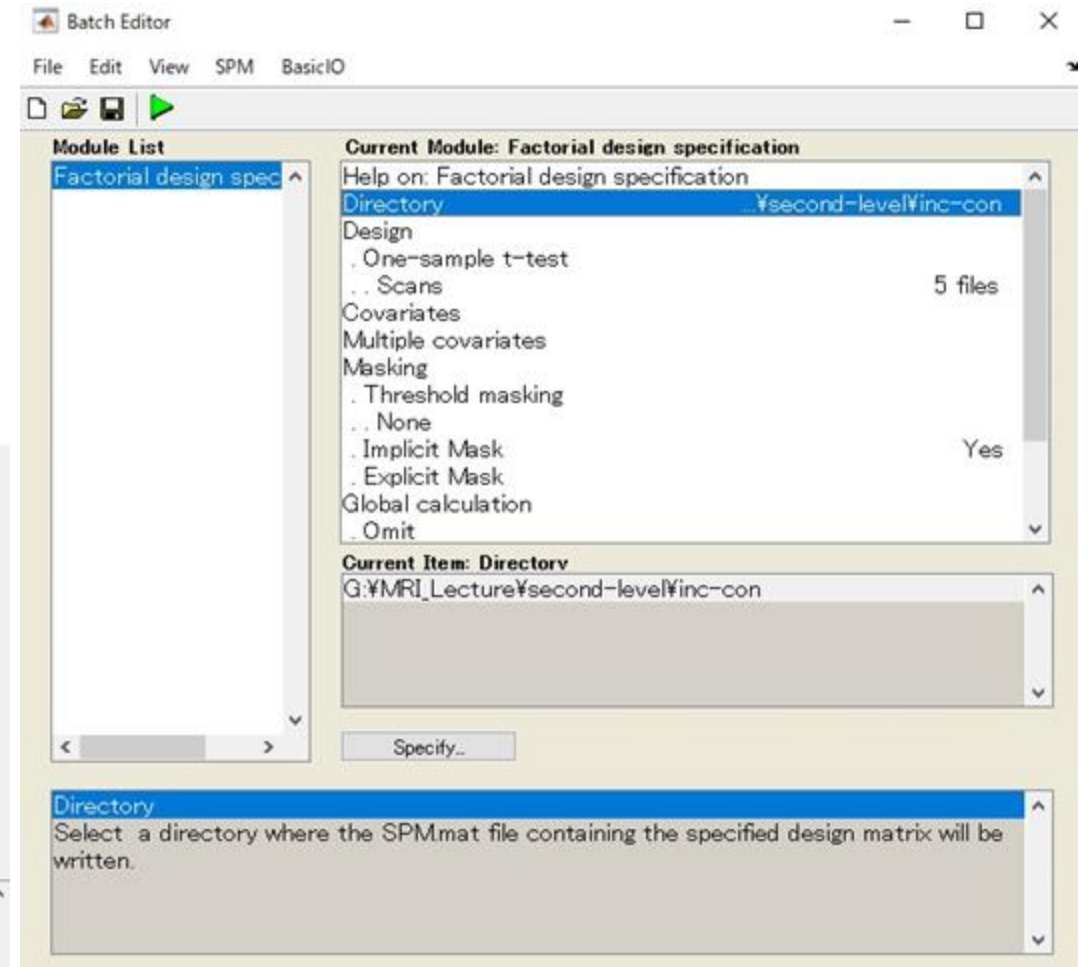 Batch Editor
File Edit View SPM BasicIO
Module List
Factorial design spec
Current Module: Factorial design specification
Help on: Factorial design specification
Directory ...¥second-level¥inc-con
Design
. One-sample t-test
. . Scans 5 files
Covariates
Multiple covariates
Masking
. Threshold masking
. . None
. Implicit Mask Yes
. Explicit Mask
Global calculation
. Omit
Current Item: Directory
G:¥MRI_Lecture¥second-level¥inc-con
Specify...
Directory
Select a directory where the SPM.mat file containing the specified design matrix will be
written.